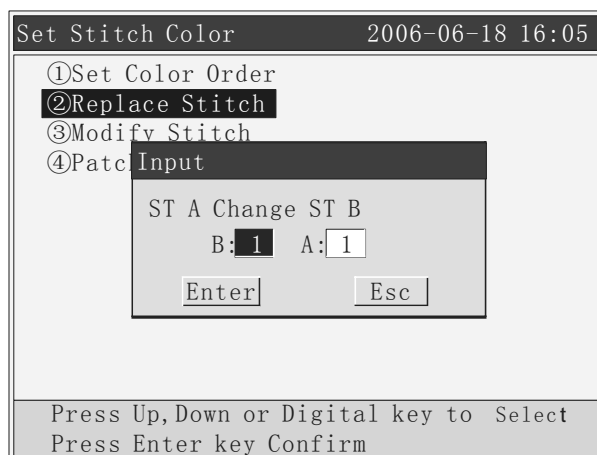 Set Stitch Color 2006-06-18 16:05
①Set Color Order
②Replace Stitch
③Modify Stitch
④Patc
Input
ST A Change ST B
B: 1 A: 1
Enter Esc
Press Up,Down or Digital key to Select
Press Enter key Confirm